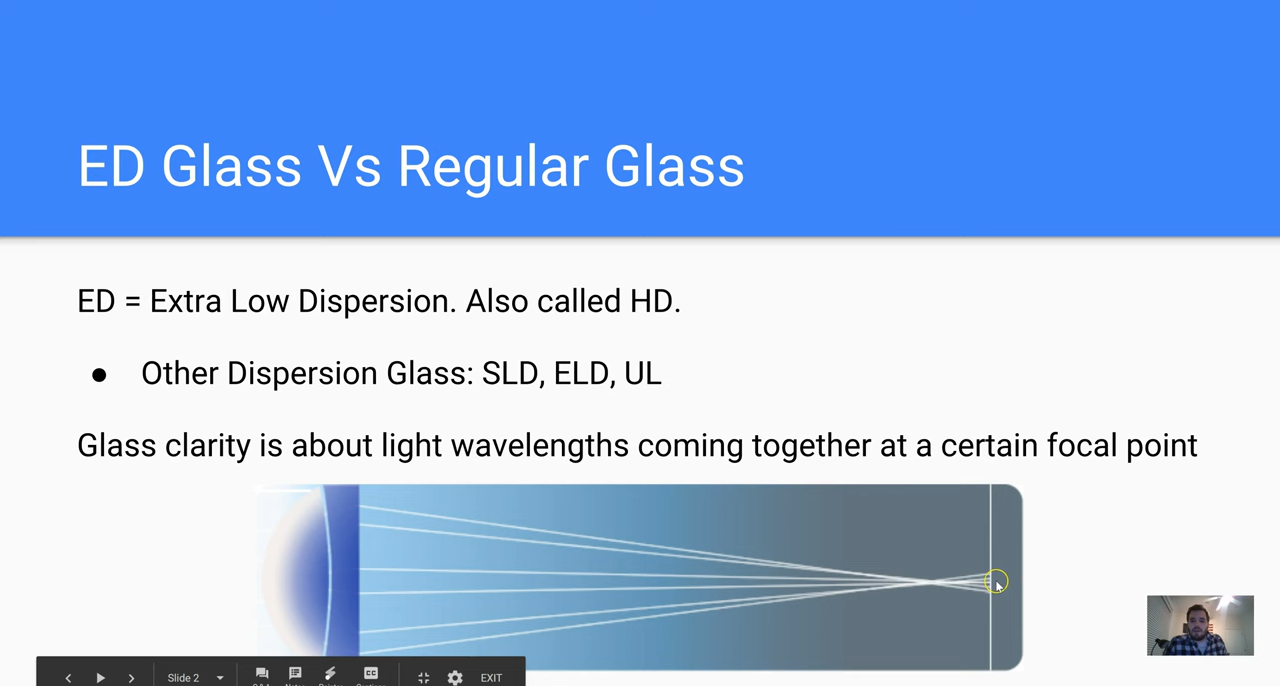 ED Glass Vs Regular Glass
ED = Extra Low Dispersion. Also called HD.
● Other Dispersion Glass: SLD, ELD, UL
Glass clarity is about light wavelengths coming together at a certain focal point
Slide 2
CC
EXIT